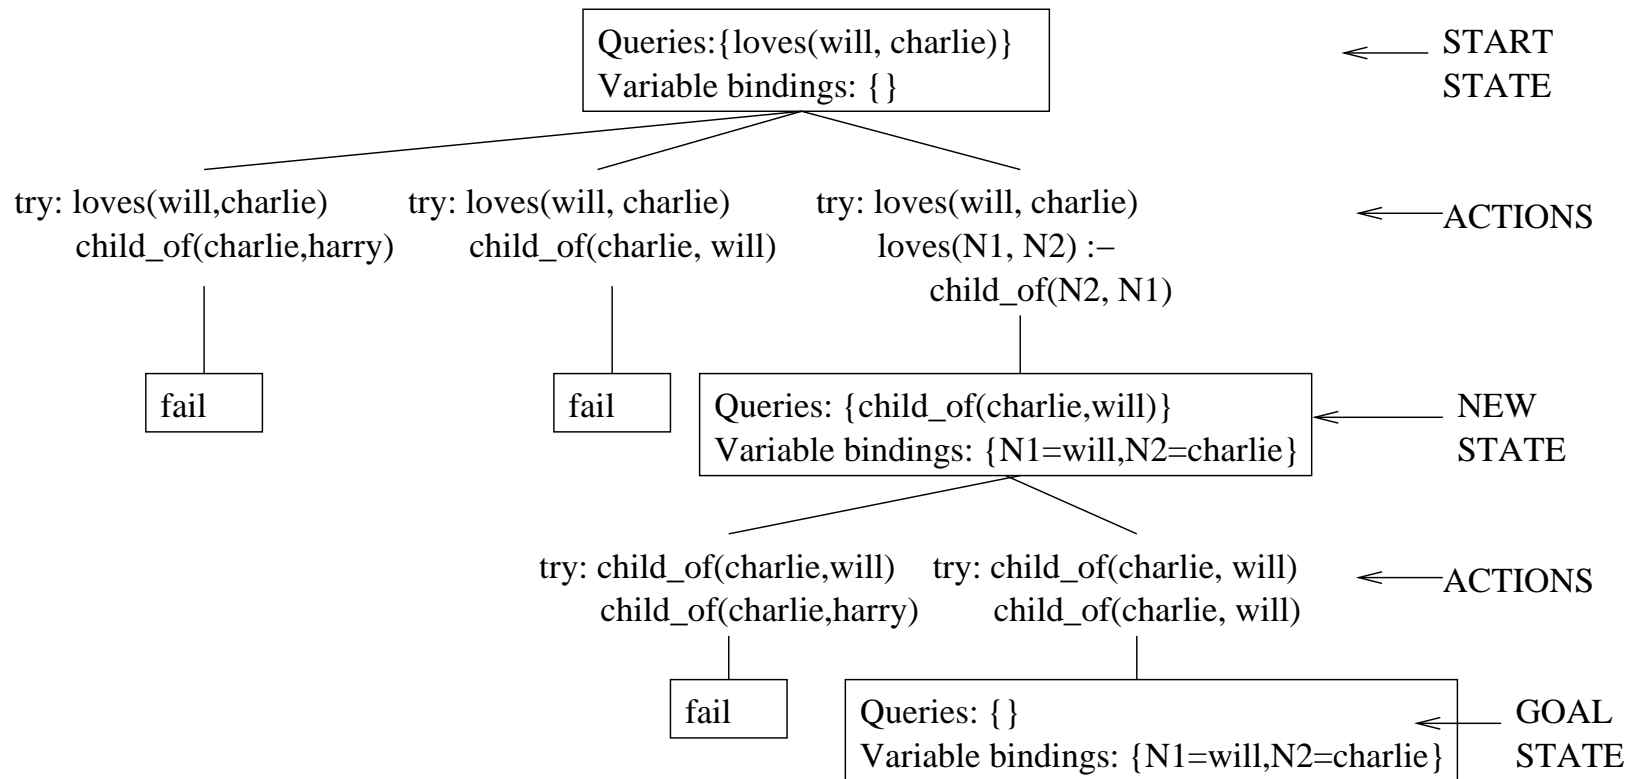 Queries:{loves(will, charlie)}
Variable bindings: {}
START
STATE
try: loves(will,charlie)
child_of(charlie,harry)
try: loves(will, charlie)
child_of(charlie, will)
try: loves(will, charlie)
loves(N1, N2) :−
child_of(N2, N1)
ACTIONS
fail
fail
Queries: {child_of(charlie,will)}
Variable bindings: {N1=will,N2=charlie}
NEW
STATE
try: child_of(charlie,will)
child_of(charlie,harry)
try: child_of(charlie, will)
child_of(charlie, will)
ACTIONS
fail
Queries: {}
Variable bindings: {N1=will,N2=charlie}
GOAL
STATE